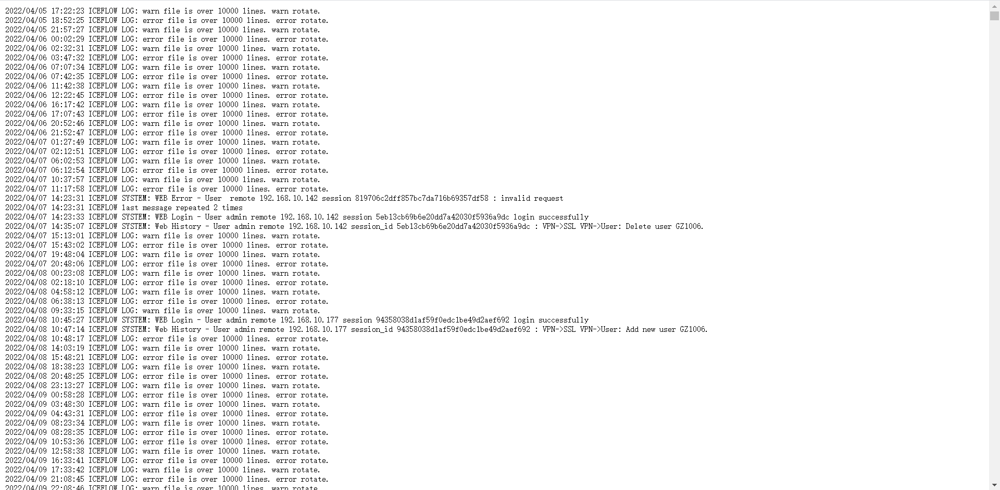 2022/04/05 17:22:23 ICEFLOW LOG: warn file is over 10000 lines. warn rotate.
2022/04/05 18:52:25 ICEFLOW LOG: error file is over 10000 lines. error rotate.
2022/04/05 21:57:27 ICEFLOW LOG: warn file is over 10000 lines. warn rotate.
2022/04/06 00:02:29 ICEFLOW LOG: error file is over 10000 lines. error rotate.
2022/04/06 02:32:31 ICEFLOW LOG: warn file is over 10000 lines. warn rotate.
2022/04/06 03:47:32 ICEFLOW LOG: error file is over 10000 lines. error rotate.
2022/04/06 07:07:34 ICEFLOW LOG: warn file is over 10000 lines. warn rotate.
2022/04/06 07:42:35 ICEFLOW LOG: error file is over 10000 lines. error rotate.
2022/04/06 11:42:38 ICEFLOW LOG: warn file is over 10000 lines. warn rotate.
2022/04/06 12:22:45 ICEFLOW LOG: error file is over 10000 lines. error rotate.
2022/04/06 16:17:42 ICEFLOW LOG: warn file is over 10000 lines. warn rotate.
2022/04/06 17:07:43 ICEFLOW LOG: error file is over 10000 lines. error rotate.
2022/04/06 20:52:46 ICEFLOW LOG: warn file is over 10000 lines. warn rotate.
2022/04/06 21:52:47 ICEFLOW LOG: error file is over 10000 lines. error rotate.
2022/04/07 01:27:49 ICEFLOW LOG: warn file is over 10000 lines. warn rotate.
2022/04/07 02:12:51 ICEFLOW LOG: error file is over 10000 lines. error rotate.
2022/04/07 06:02:53 ICEFLOW LOG: warn file is over 10000 lines. warn rotate.
2022/04/07 06:12:54 ICEFLOW LOG: error file is over 10000 lines. error rotate.
2022/04/07 10:37:57 ICEFLOW LOG: warn file is over 10000 lines. warn rotate.
2022/04/07 11:17:58 ICEFLOW LOG: error file is over 10000 lines. error rotate.
2022/04/07 14:23:31 ICEFLOW SYSTEM: WEB Error - User  remote 192.168.10.142 session 819706c2dff857bc7da716b69357df58 : invalid request
2022/04/07 14:23:31 ICEFLOW last message repeated 2 times
2022/04/07 14:23:33 ICEFLOW SYSTEM: WEB Login - User admin remote 192.168.10.142 session 5eb13cb69b6e20dd7a42030f5936a9dc login successfully
2022/04/07 14:35:07 ICEFLOW SYSTEM: Web History - User admin remote 192.168.10.142 session_id 5eb13cb69b6e20dd7a42030f5936a9dc : VPN->SSL VPN->User: Delete user GZ1006.
2022/04/07 15:13:01 ICEFLOW LOG: warn file is over 10000 lines. warn rotate.
2022/04/07 15:43:02 ICEFLOW LOG: error file is over 10000 lines. error rotate.
2022/04/07 19:48:04 ICEFLOW LOG: warn file is over 10000 lines. warn rotate.
2022/04/07 20:48:06 ICEFLOW LOG: error file is over 10000 lines. error rotate.
2022/04/08 00:23:08 ICEFLOW LOG: warn file is over 10000 lines. warn rotate.
2022/04/08 02:18:10 ICEFLOW LOG: error file is over 10000 lines. error rotate.
2022/04/08 04:58:12 ICEFLOW LOG: warn file is over 10000 lines. warn rotate.
2022/04/08 06:38:13 ICEFLOW LOG: error file is over 10000 lines. error rotate.
2022/04/08 09:33:15 ICEFLOW LOG: warn file is over 10000 lines. warn rotate.
2022/04/08 10:45:27 ICEFLOW SYSTEM: WEB Login - User admin remote 192.168.10.177 session 94358038d1af59f0edc1be49d2aef692 login successfully
2022/04/08 10:47:14 ICEFLOW SYSTEM: Web History - User admin remote 192.168.10.177 session_id 94358038d1af59f0edc1be49d2aef692 : VPN->SSL VPN->User: Add new user GZ1006.
2022/04/08 10:48:17 ICEFLOW LOG: error file is over 10000 lines. error rotate.
2022/04/08 14:03:19 ICEFLOW LOG: warn file is over 10000 lines. warn rotate.
2022/04/08 15:48:21 ICEFLOW LOG: error file is over 10000 lines. error rotate.
2022/04/08 18:38:23 ICEFLOW LOG: warn file is over 10000 lines. warn rotate.
2022/04/08 20:48:25 ICEFLOW LOG: error file is over 10000 lines. error rotate.
2022/04/08 23:13:27 ICEFLOW LOG: warn file is over 10000 lines. warn rotate.
2022/04/09 00:58:28 ICEFLOW LOG: error file is over 10000 lines. error rotate.
2022/04/09 03:48:30 ICEFLOW LOG: warn file is over 10000 lines. warn rotate.
2022/04/09 04:43:31 ICEFLOW LOG: error file is over 10000 lines. error rotate.
2022/04/09 08:23:34 ICEFLOW LOG: warn file is over 10000 lines. warn rotate.
2022/04/09 08:28:35 ICEFLOW LOG: error file is over 10000 lines. error rotate.
2022/04/09 10:53:36 ICEFLOW LOG: error file is over 10000 lines. error rotate.
2022/04/09 12:58:38 ICEFLOW LOG: warn file is over 10000 lines. warn rotate.
2022/04/09 16:33:41 ICEFLOW LOG: error file is over 10000 lines. error rotate.
2022/04/09 17:33:42 ICEFLOW LOG: warn file is over 10000 lines. warn rotate.
2022/04/09 21:08:45 ICEFLOW LOG: error file is over 10000 lines. error rotate.
2022/04/09 22:08:46 ICEFLOW LOG: warn file is over 10000 lines. warn rotate.